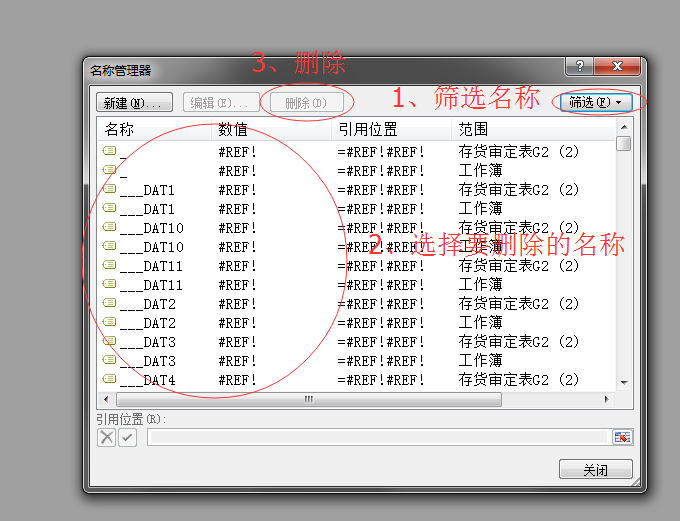 3、删除
名称管理器
新建(N)... 编辑(E)... 删除(D) 1、筛选名称 筛选(F)
名称 数值 引用位置 范围
_ #REF! =#REF!#REF! 存货审定表G2 (2)
_ #REF! =#REF!#REF! 工作簿
___DAT1 #REF! =#REF!#REF! 存货审定表G2 (2)
___DAT1 #REF! =#REF!#REF! 工作簿
___DAT10 #REF! =#REF!#REF! 存货审定表G2 (2)
___DAT10 #REF! =#REF!#REF! 工作簿
2、选择要删除的名称
___DAT11 #REF! =#REF!#REF! 存货审定表G2 (2)
___DAT11 #REF! =#REF!#REF! 工作簿
___DAT2 #REF! =#REF!#REF! 存货审定表G2 (2)
___DAT2 #REF! =#REF!#REF! 工作簿
___DAT3 #REF! =#REF!#REF! 存货审定表G2 (2)
___DAT3 #REF! =#REF!#REF! 工作簿
___DAT4 #REF! =#REF!#REF! 存货审定表G2 (2)
引用位置(R):
关闭